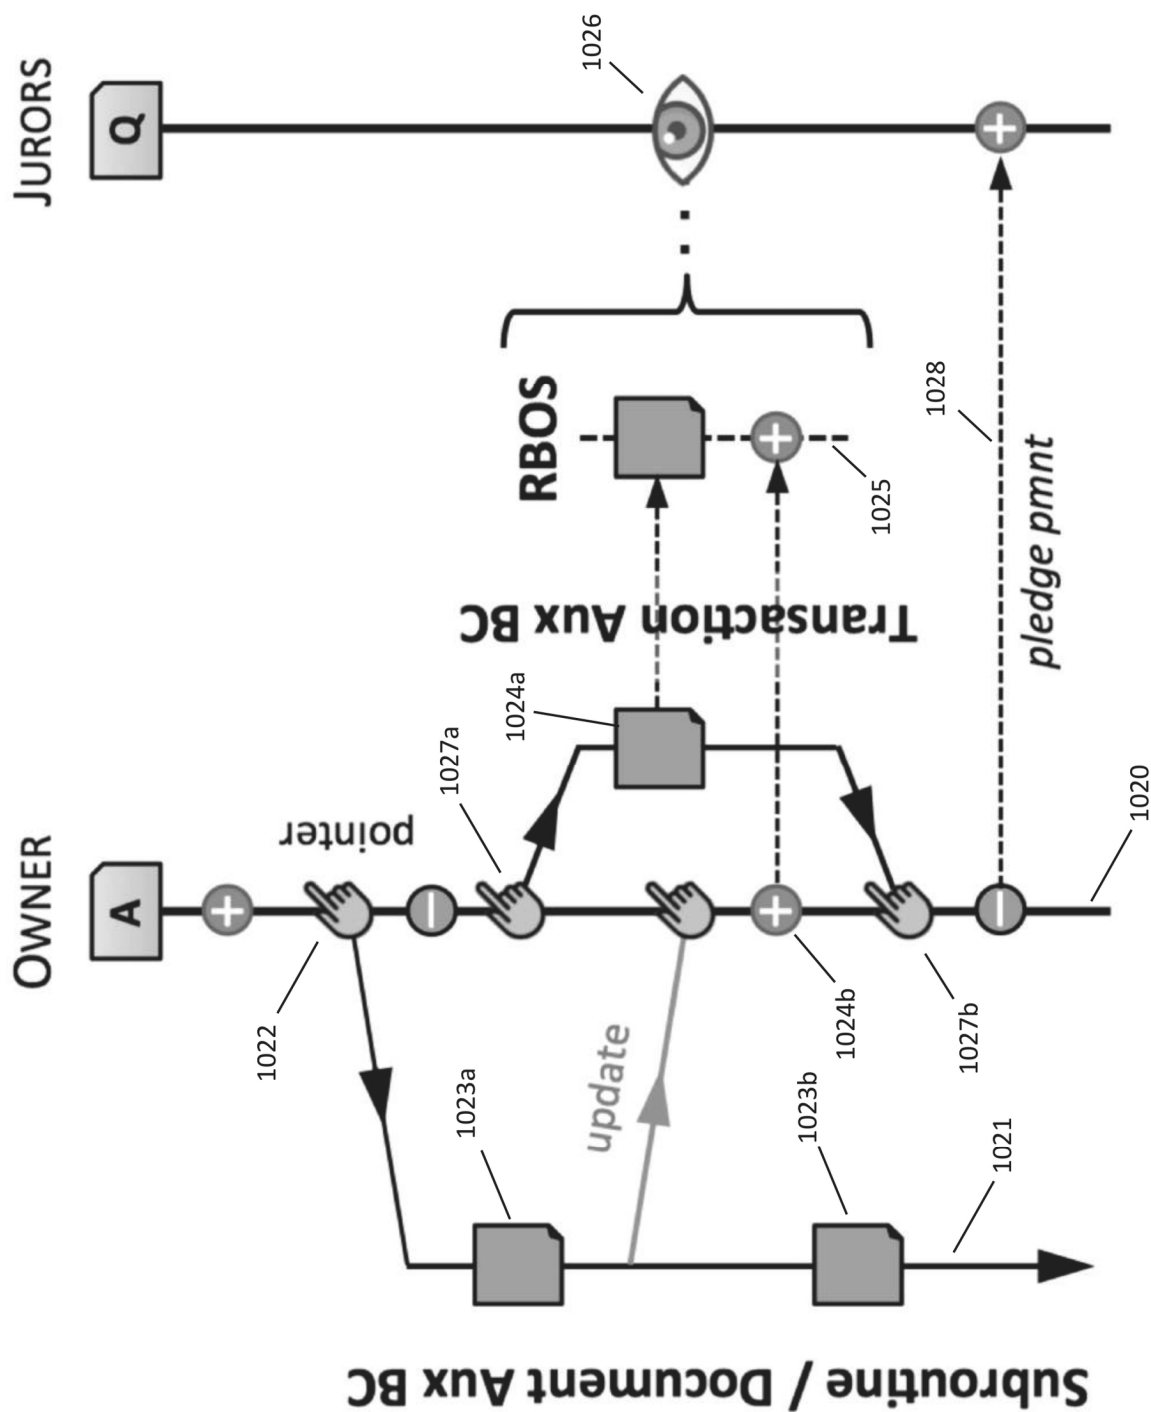 OWNER
JURORS
A
Q
pointer
1022
1027a
1024a
1026
RBOS
1023a
update
Transaction Aux BC
1025
1024b
1023b
1027b
1028
pledge pmnt
1021
1020
Subroutine / Document Aux BC